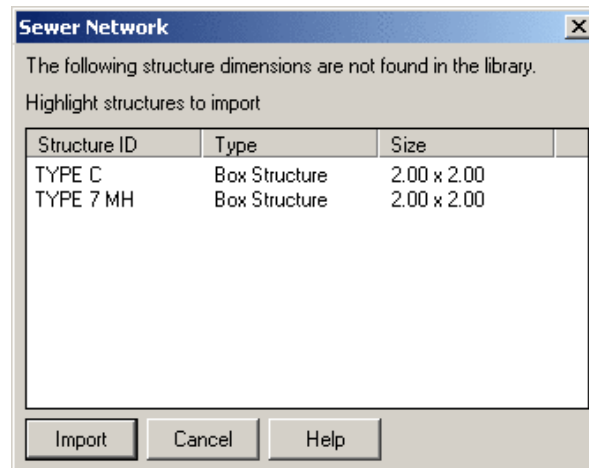 Sewer Network
The following structure dimensions are not found in the library.
Highlight structures to import
Structure ID Type Size
TYPE C Box Structure 2.00 x 2.00
TYPE 7 MH Box Structure 2.00 x 2.00
Import Cancel Help